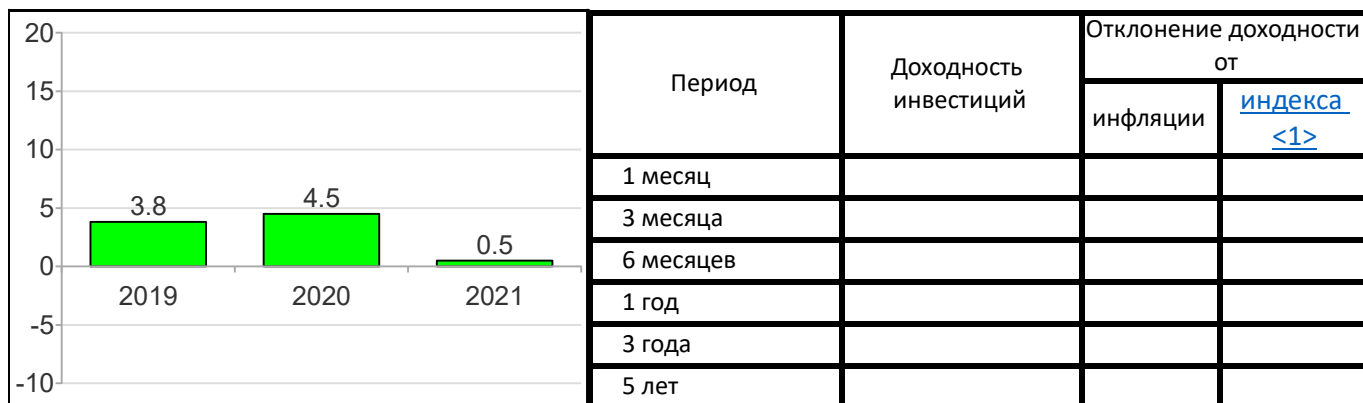 20
15
10
5
0
-5
-10
3.8
4.5
0.5
2019
2020
2021
Период
Доходность
инвестиций
Отклонение доходности
от
инфляции
индекса
<1>
1 месяц
3 месяца
6 месяцев
1 год
3 года
5 лет